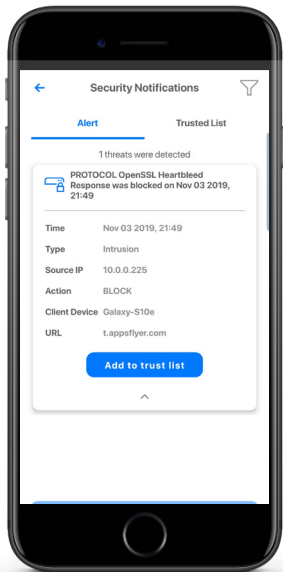 Security Notifications
Alert
Trusted List
1 threats were detected
PROTOCOL OpenSSL Heartbleed
Response was blocked on Nov 03 2019,
21:49
Time Nov 03 2019, 21:49
Type Intrusion
Source IP 10.0.0.225
Action BLOCK
Client Device Galaxy-S10e
URL t.appsflyer.com
Add to trust list